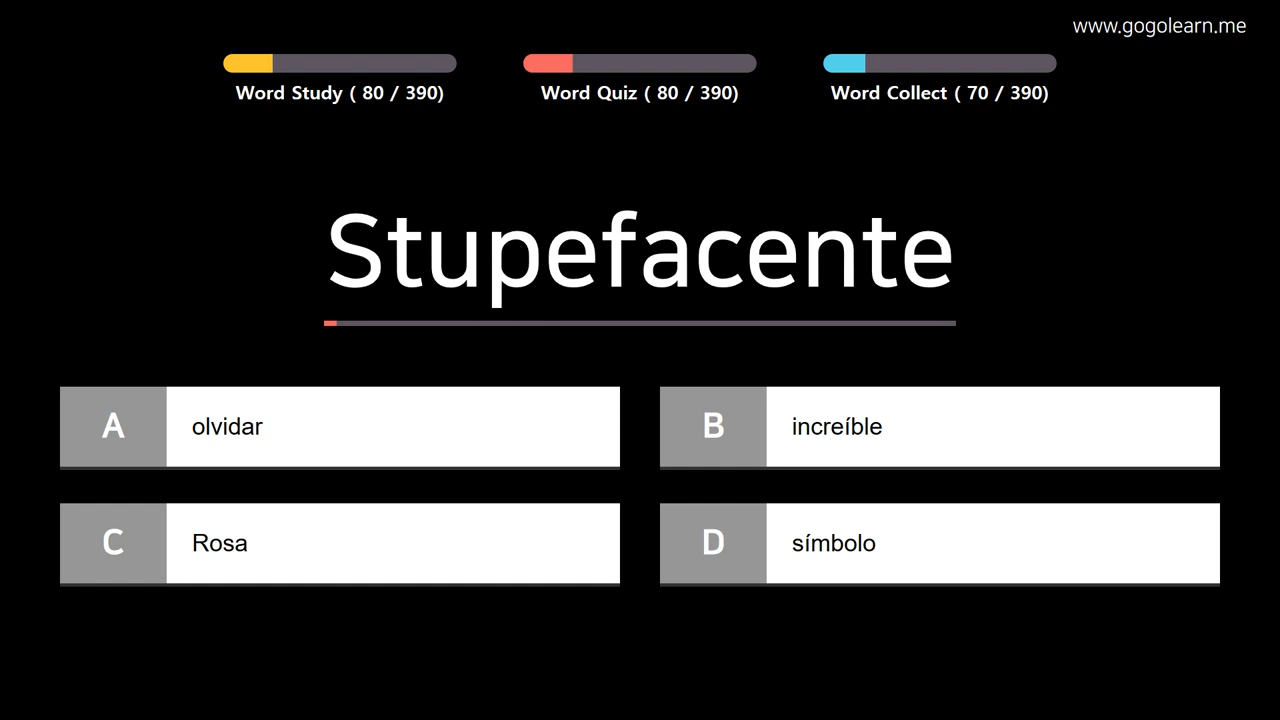 www.gogolearn.me
Word Study ( 80 / 390)
Word Quiz ( 80 / 390)
Word Collect ( 70 / 390)
Stupefacente
A olvidar
B increíble
C Rosa
D símbolo